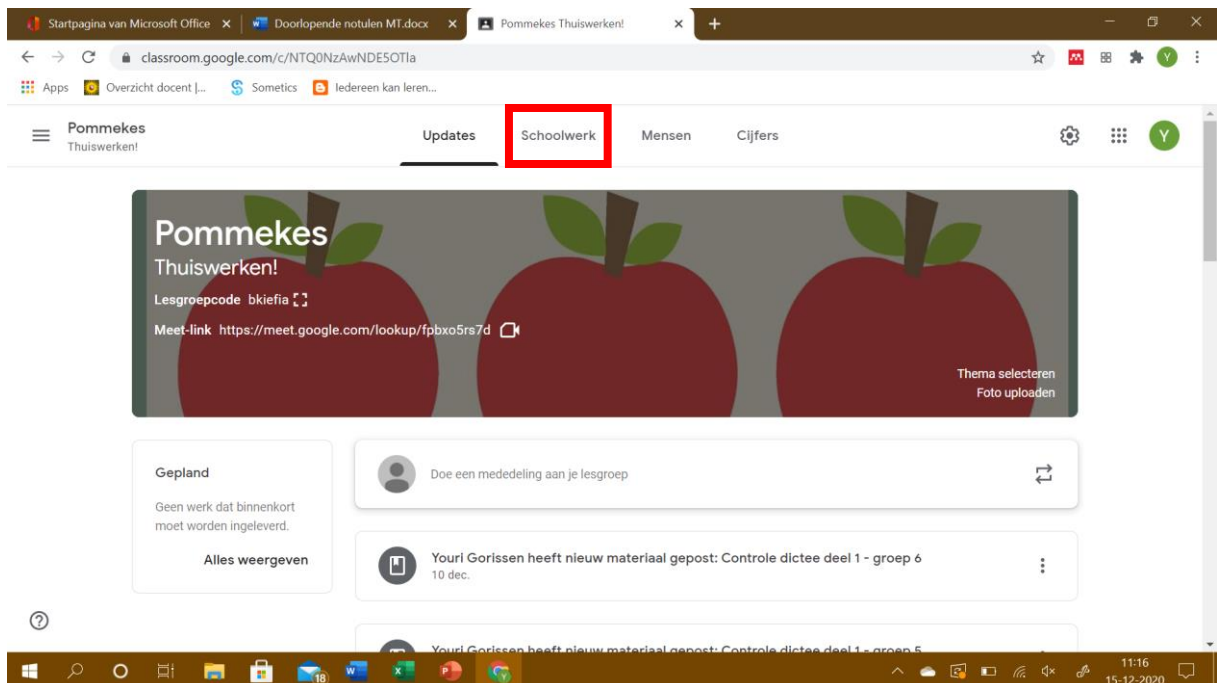 Startpagina van Microsoft Office
Doorlopende notulen MT.docx
Pommekes Thuiswerken!
classroom.google.com/c/NTQ0NzAwNDE5OTIa
Y
Apps
Overzicht docent |...
Sometics
Iedereen kan leren...
Pommekes
Thuiswerken!
Updates
Schoolwerk
Mensen
Cijfers
Y
Pommekes
Thuiswerken!
Lesgroepcode bkiefia
Meet-link https://meet.google.com/lookup/fpbxo5rs7d
Thema selecteren
Foto uploaden
Gepland
Geen werk dat binnenkort
moet worden ingeleverd.
Alles weergeven
Doe een mededeling aan je lesgroep
Youri Gorissen heeft nieuw materiaal gepost: Controle dictee deel 1 - groep 6
10 dec.
Youri Gorissen heeft nieuw materiaal gepost: Controle dictee deel 1 - groep 5
18
11:16
15-12-2020